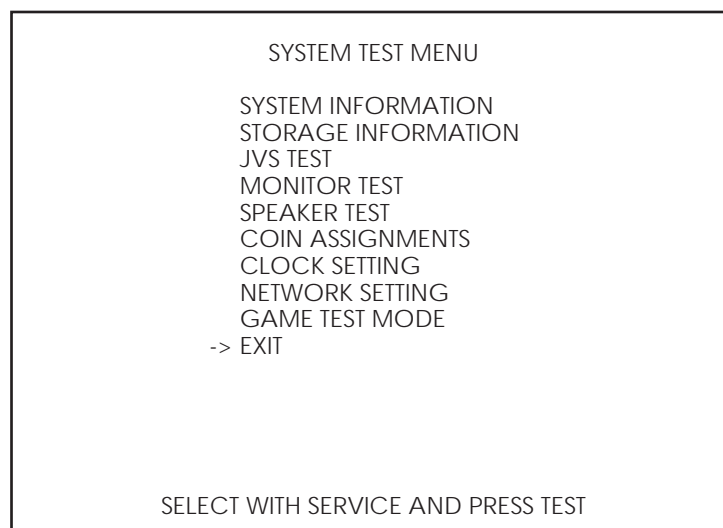 SYSTEM TEST MENU
SYSTEM INFORMATION
STORAGE INFORMATION
JVS TEST
MONITOR TEST
SPEAKER TEST
COIN ASSIGNMENTS
CLOCK SETTING
NETWORK SETTING
GAME TEST MODE
-> EXIT
SELECT WITH SERVICE AND PRESS TEST